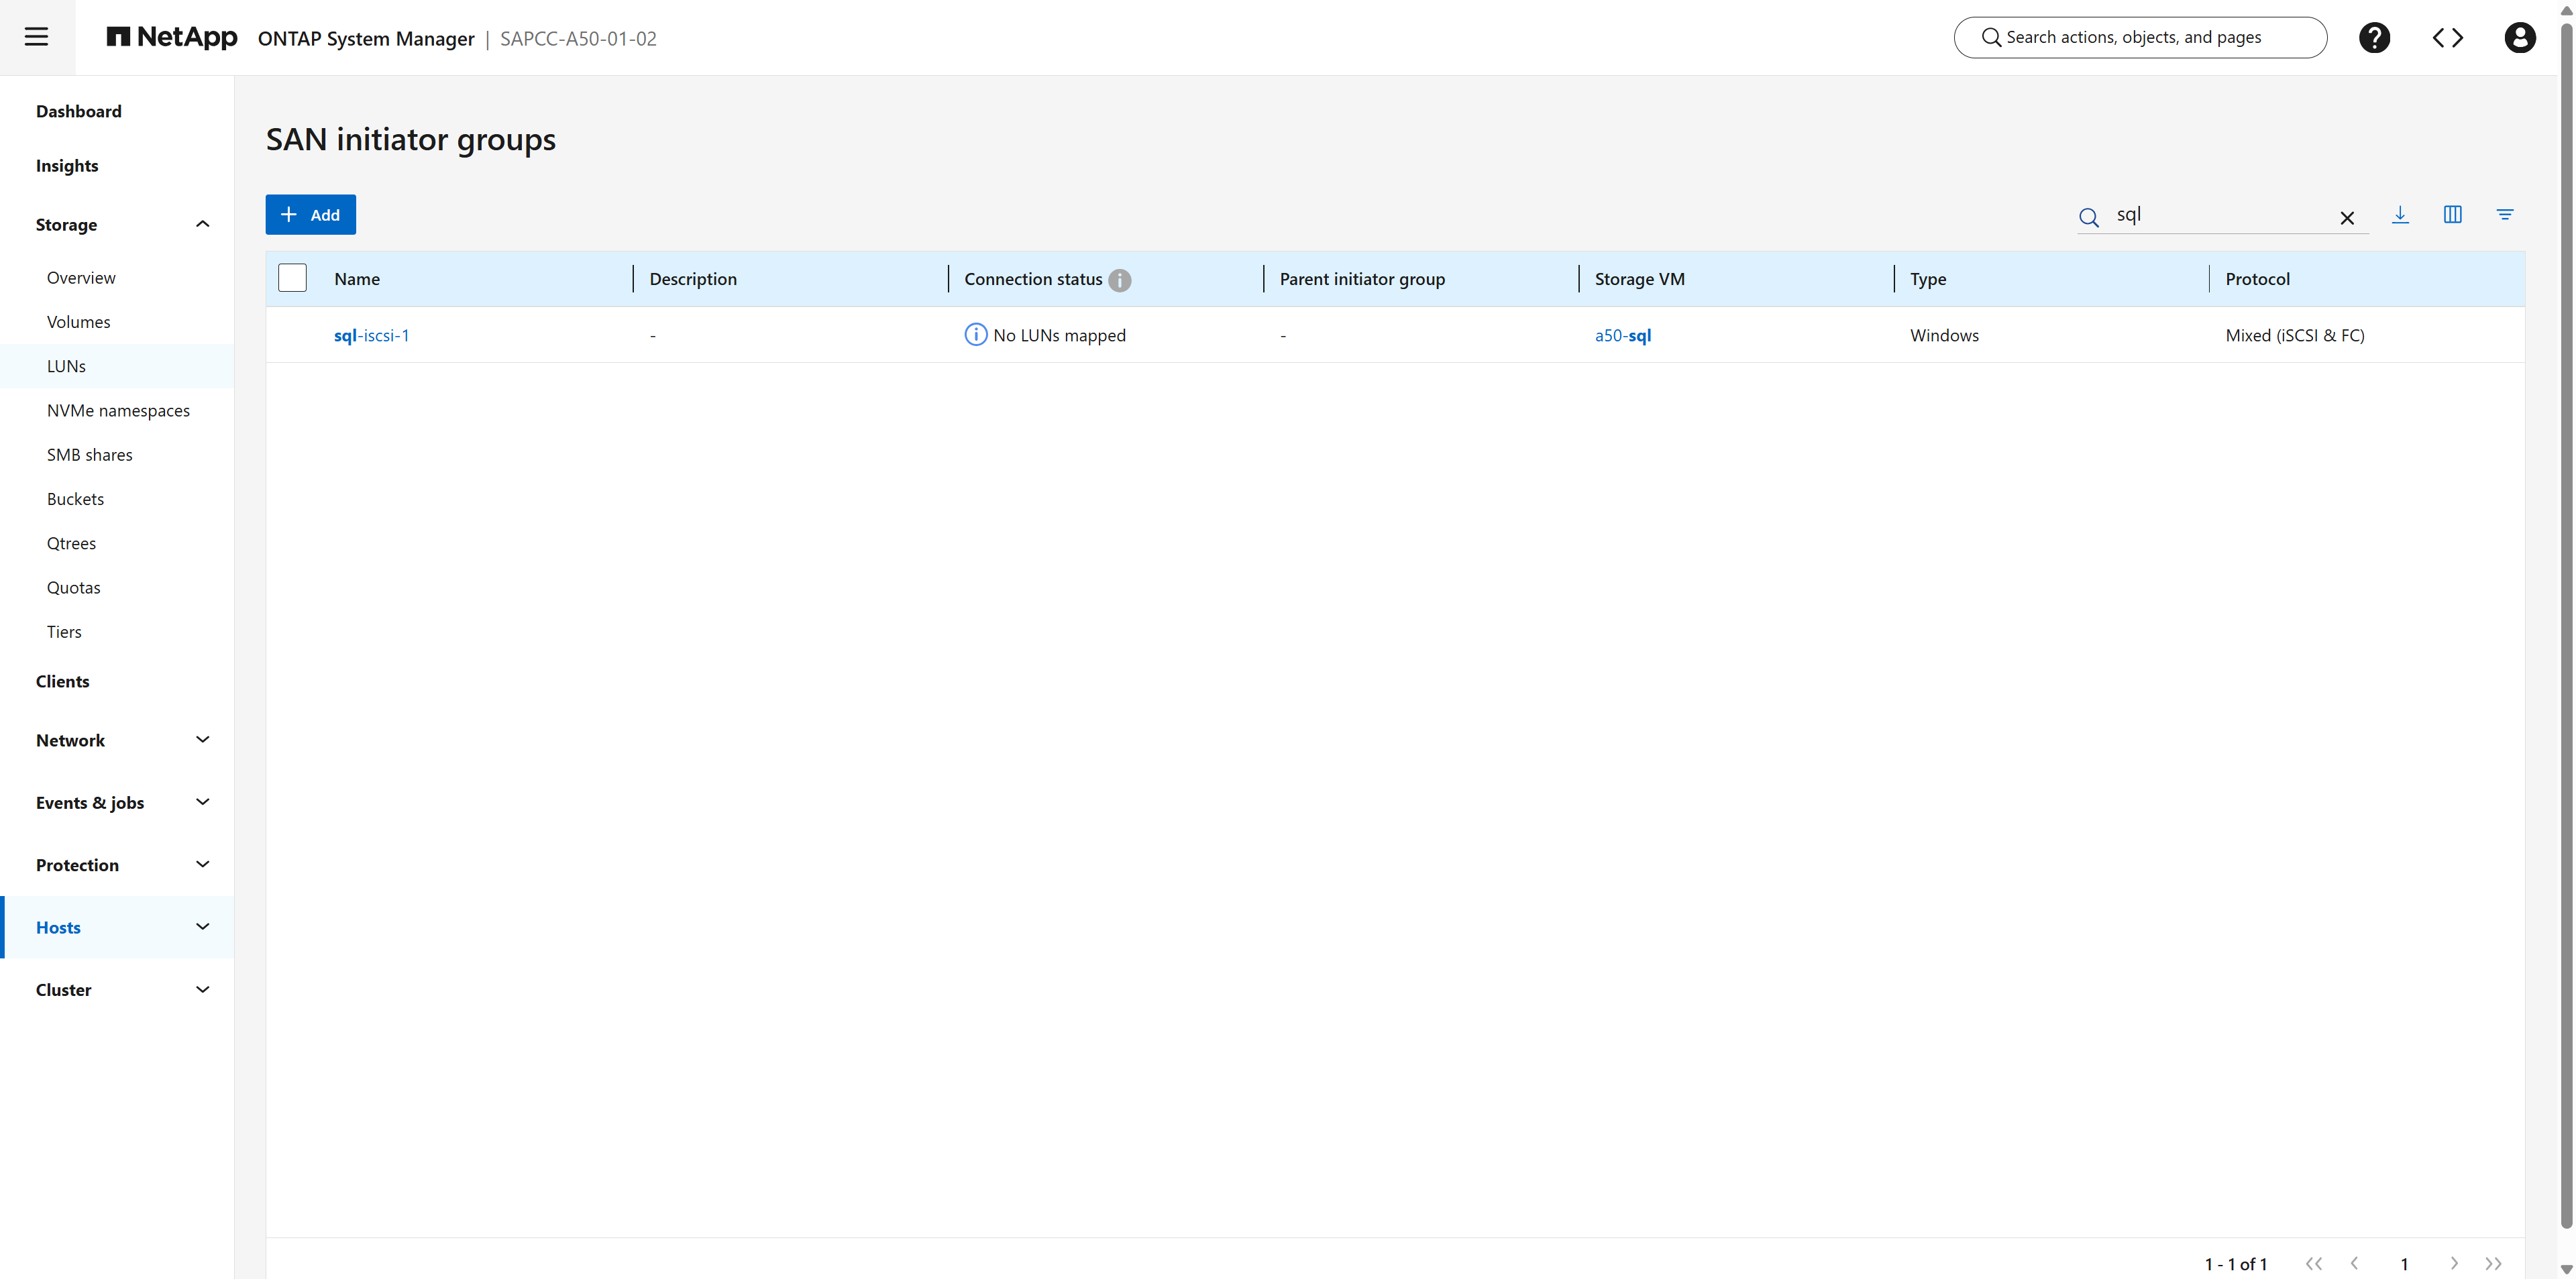 NetApp ONTAP System Manager | SAPCC-A50-01-02
Search actions, objects, and pages
Dashboard
Insights
Storage
Overview
Volumes
LUNs
NVMe namespaces
SMB shares
Buckets
Qtrees
Quotas
Tiers
Clients
Network
Events & jobs
Protection
Hosts
Cluster
SAN initiator groups
+ Add
sql
Name Description Connection status Parent initiator group Storage VM Type Protocol
sql-iscsi-1 - No LUNs mapped - a50-sql Windows Mixed (iSCSI & FC)
1 - 1 of 1 << < 1 > >>